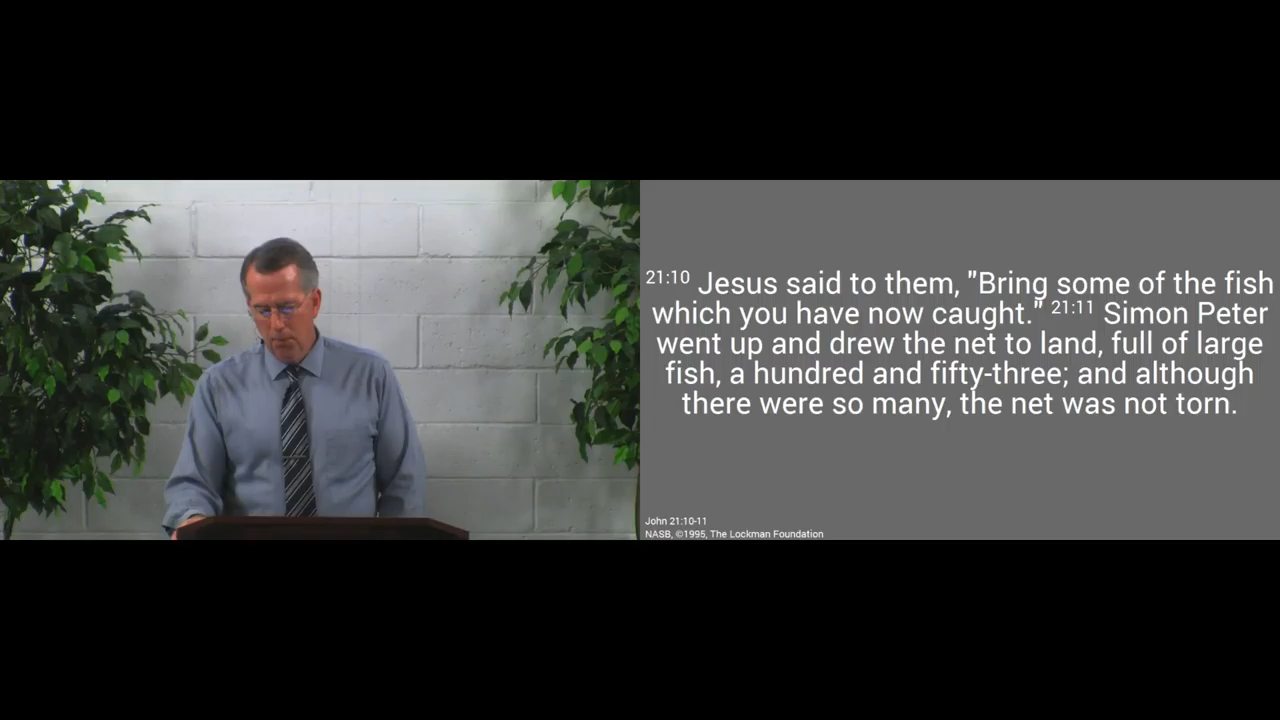 21:10 Jesus said to them, "Bring some of the fish
which you have now caught." 21:11 Simon Peter
went up and drew the net to land, full of large
fish, a hundred and fifty-three; and although
there were so many, the net was not torn.
John 21:10-11
NASB, ©1995, The Lockman Foundation